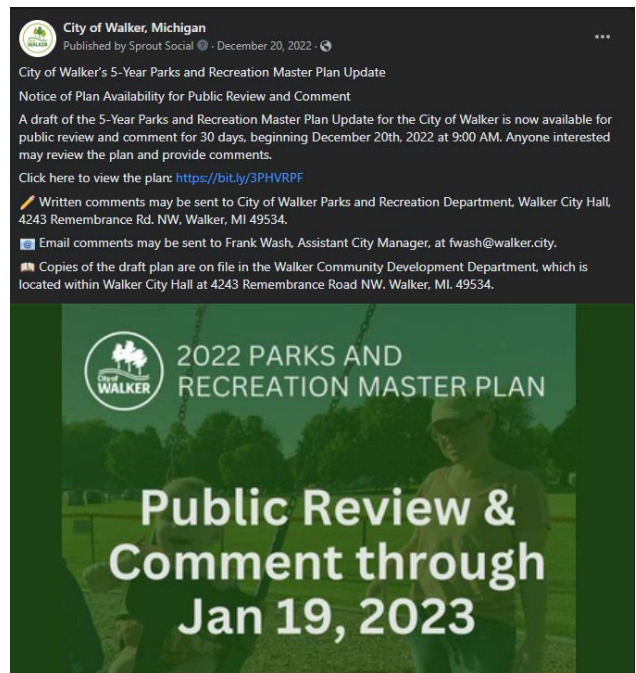 City of Walker, Michigan
Published by Sprout Social · December 20, 2022 ·
City of Walker's 5-Year Parks and Recreation Master Plan Update
Notice of Plan Availability for Public Review and Comment
A draft of the 5-Year Parks and Recreation Master Plan Update for the City of Walker is now available for
public review and comment for 30 days, beginning December 20th, 2022 at 9:00 AM. Anyone interested
may review the plan and provide comments.
Click here to view the plan: https://bit.ly/3PHVRPF
Written comments may be sent to City of Walker Parks and Recreation Department, Walker City Hall,
4243 Remembrance Rd. NW, Walker, MI 49534.
Email comments may be sent to Frank Wash, Assistant City Manager, at fwash@walker.city.
Copies of the draft plan are on file in the Walker Community Development Department, which is
located within Walker City Hall at 4243 Remembrance Road NW. Walker, MI. 49534.
City of
WALKER
2022 PARKS AND
RECREATION MASTER PLAN
Public Review &
Comment through
Jan 19, 2023